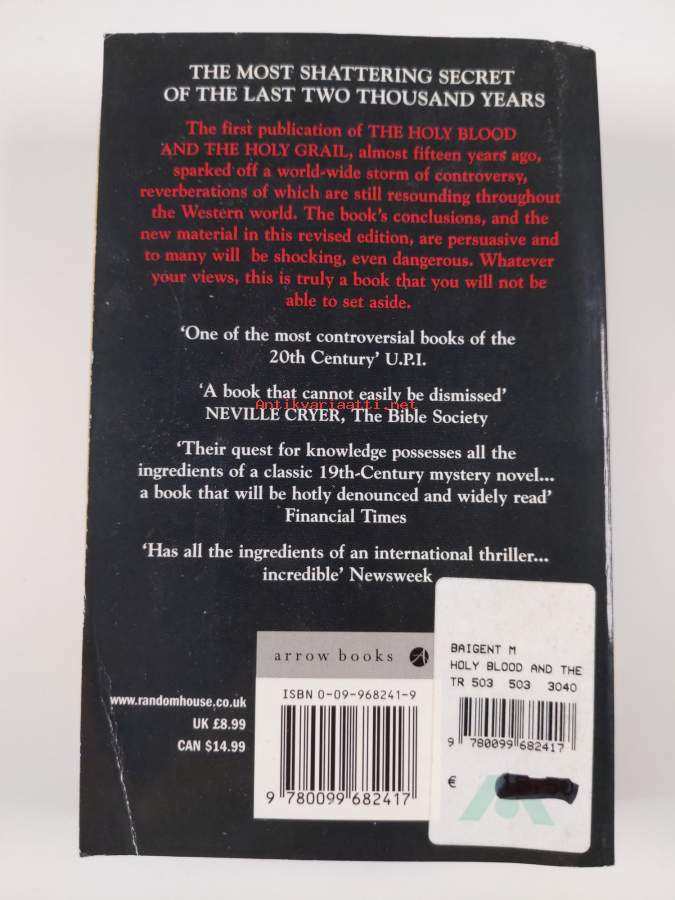 THE MOST SHATTERING SECRET
OF THE LAST TWO THOUSAND YEARS
The first publication of THE HOLY BLOOD
AND THE HOLY GRAIL, almost fifteen years ago,
sparked off a world-wide storm of controversy,
reverberations of which are still resounding throughout
the Western world. The book's conclusions, and the
new material in this revised edition, are persuasive and
to many will be shocking, even dangerous. Whatever
your views, this is truly a book that you will not be
able to set aside.
'One of the most controversial books of the
20th Century' U.P.I.
'A book that cannot easily be dismissed'
Antikvariaatti.net
NEVILLE CRYER, The Bible Society
'Their quest for knowledge possesses all the
ingredients of a classic 19th-Century mystery novel...
a book that will be hotly denounced and widely read'
Financial Times
'Has all the ingredients of an international thriller...
incredible' Newsweek
arrow books
ISBN 0-09-968241-9
www.randomhouse.co.uk
UK £8.99
CAN $14.99
9 780099 682417
BAIGENT M
HOLY BLOOD AND THE
TR 503 503 3040
9 780099 682417
€